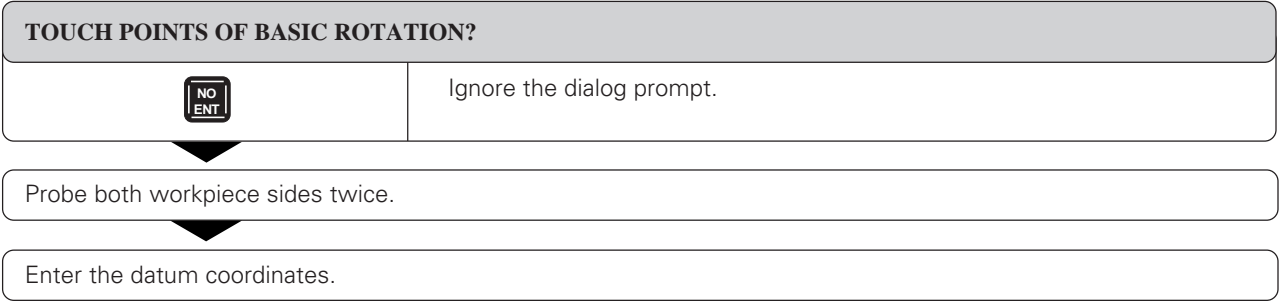 TOUCH POINTS OF BASIC ROTATION?
NO
ENT
Ignore the dialog prompt.
Probe both workpiece sides twice.
Enter the datum coordinates.